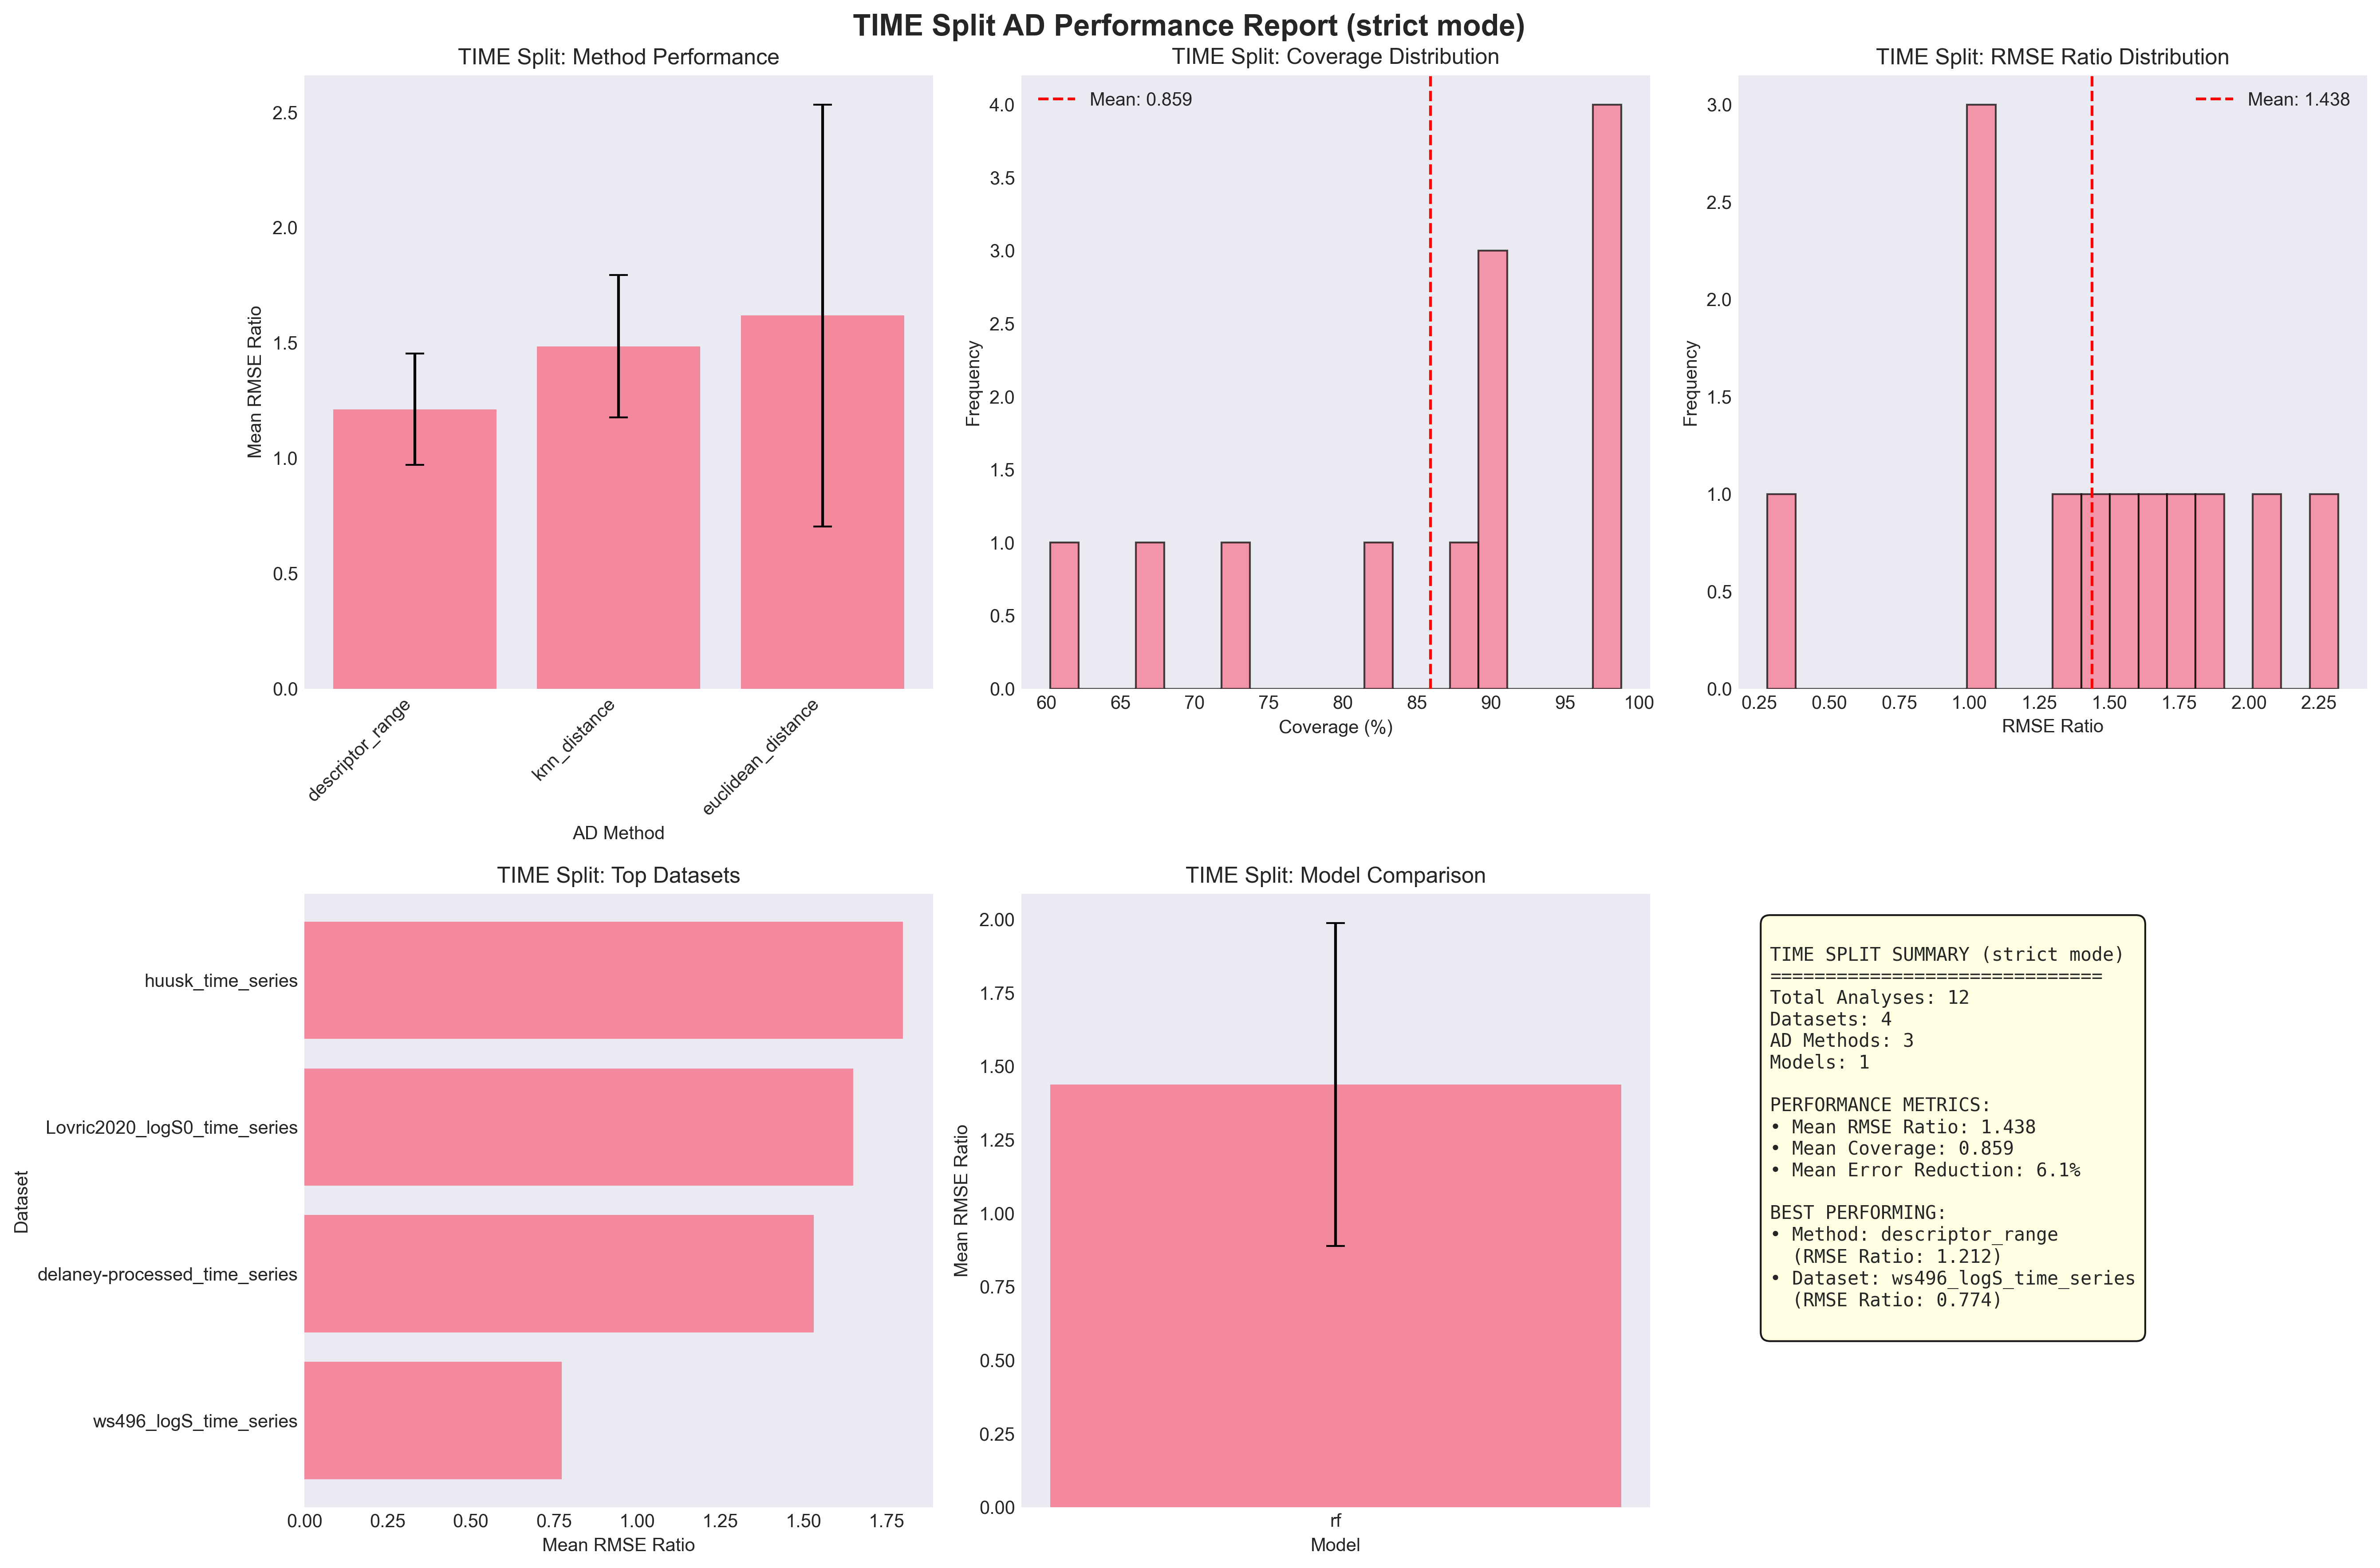 TIME Split AD Performance Report (strict mode)
TIME Split: Method Performance
Mean RMSE Ratio
2.5
2.0
1.5
1.0
0.5
0.0
descriptor_range
knn_distance
euclidean_distance
AD Method
TIME Split: Coverage Distribution
Mean: 0.859
Frequency
4.0
3.5
3.0
2.5
2.0
1.5
1.0
0.5
0.0
60 65 70 75 80 85 90 95 100
Coverage (%)
TIME Split: RMSE Ratio Distribution
Mean: 1.438
Frequency
3.0
2.5
2.0
1.5
1.0
0.5
0.0
0.25 0.50 0.75 1.00 1.25 1.50 1.75 2.00 2.25
RMSE Ratio
TIME Split: Top Datasets
Dataset
huusk_time_series
Lovric2020_logS0_time_series
delaney-processed_time_series
ws496_logS_time_series
0.00 0.25 0.50 0.75 1.00 1.25 1.50 1.75
Mean RMSE Ratio
TIME Split: Model Comparison
Mean RMSE Ratio
2.00
1.75
1.50
1.25
1.00
0.75
0.50
0.25
0.00
rf
Model
TIME SPLIT SUMMARY (strict mode)
==============================
Total Analyses: 12
Datasets: 4
AD Methods: 3
Models: 1
PERFORMANCE METRICS:
• Mean RMSE Ratio: 1.438
• Mean Coverage: 0.859
• Mean Error Reduction: 6.1%
BEST PERFORMING:
• Method: descriptor_range
(RMSE Ratio: 1.212)
• Dataset: ws496_logS_time_series
(RMSE Ratio: 0.774)